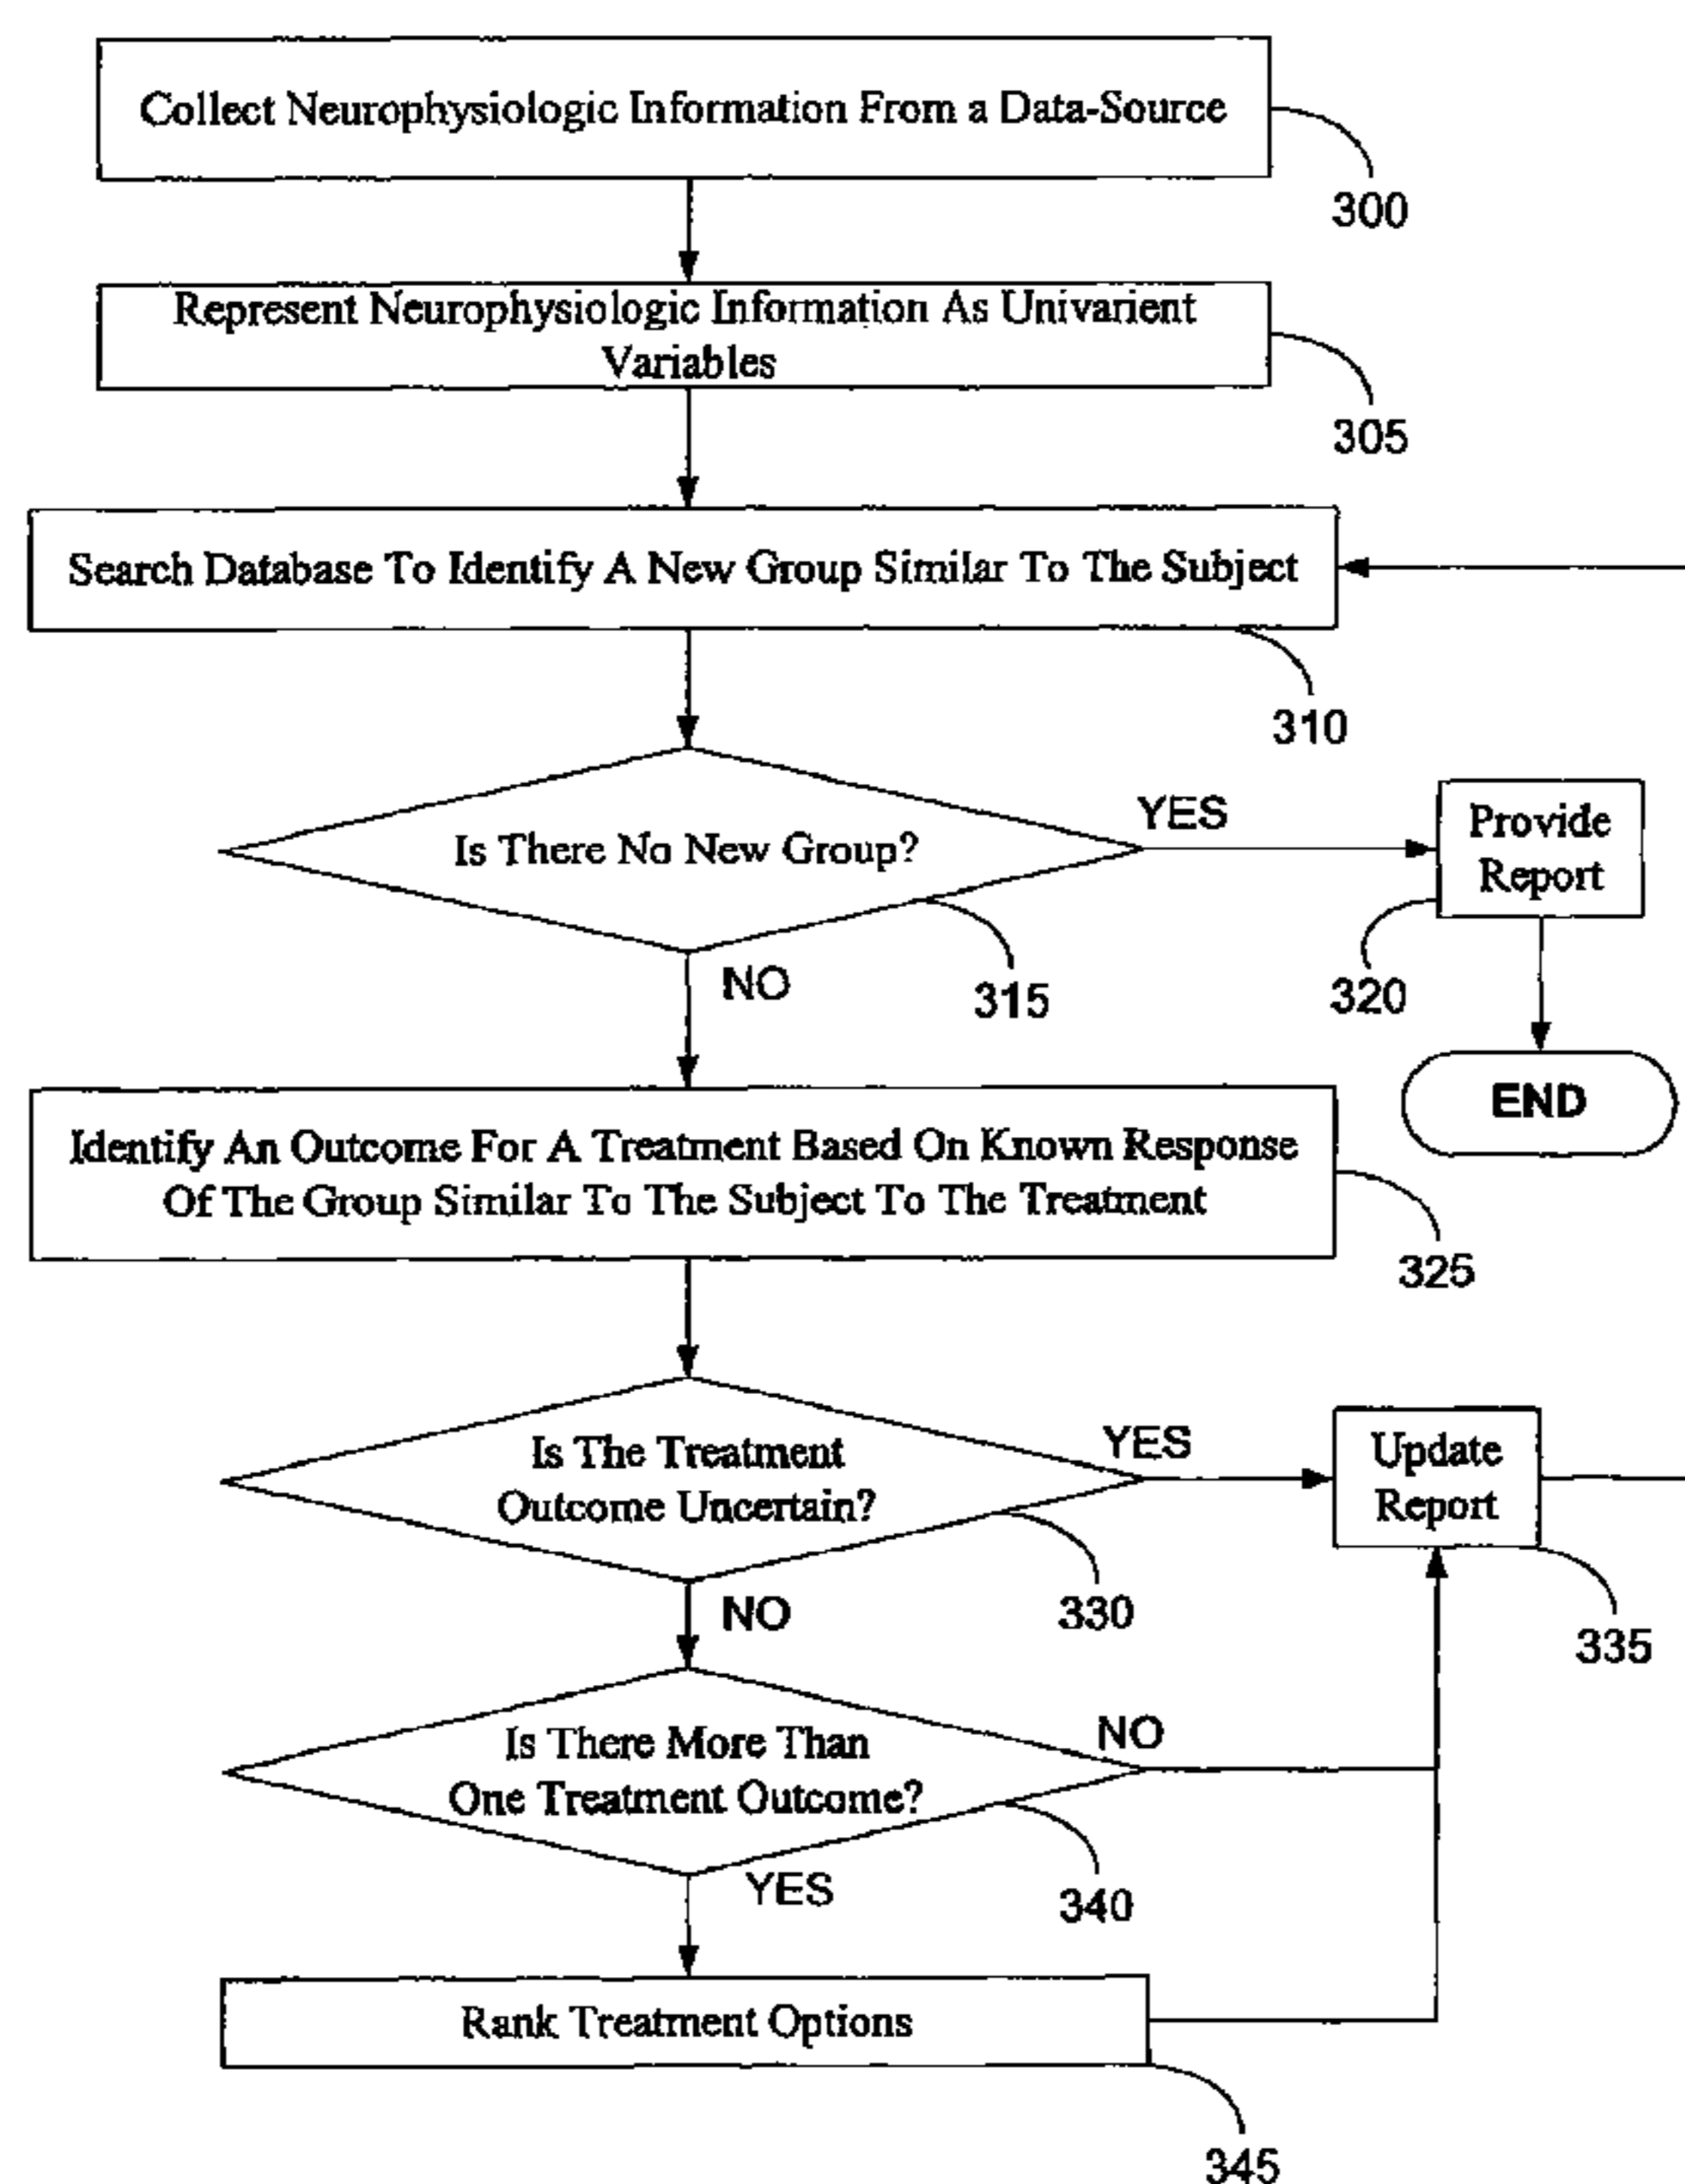 Collect Neurophysiologic Information From a Data-Source
300
Represent Neurophysiologic Information As Univarient
Variables
305
Search Database To Identify A New Group Similar To The Subject
310
Is There No New Group?
YES
NO
315
Provide
Report
320
END
Identify An Outcome For A Treatment Based On Known Response
Of The Group Similar To The Subject To The Treatment
325
Is The Treatment
Outcome Uncertain?
YES
NO
330
Update
Report
335
Is There More Than
One Treatment Outcome?
NO
YES
340
Rank Treatment Options
345